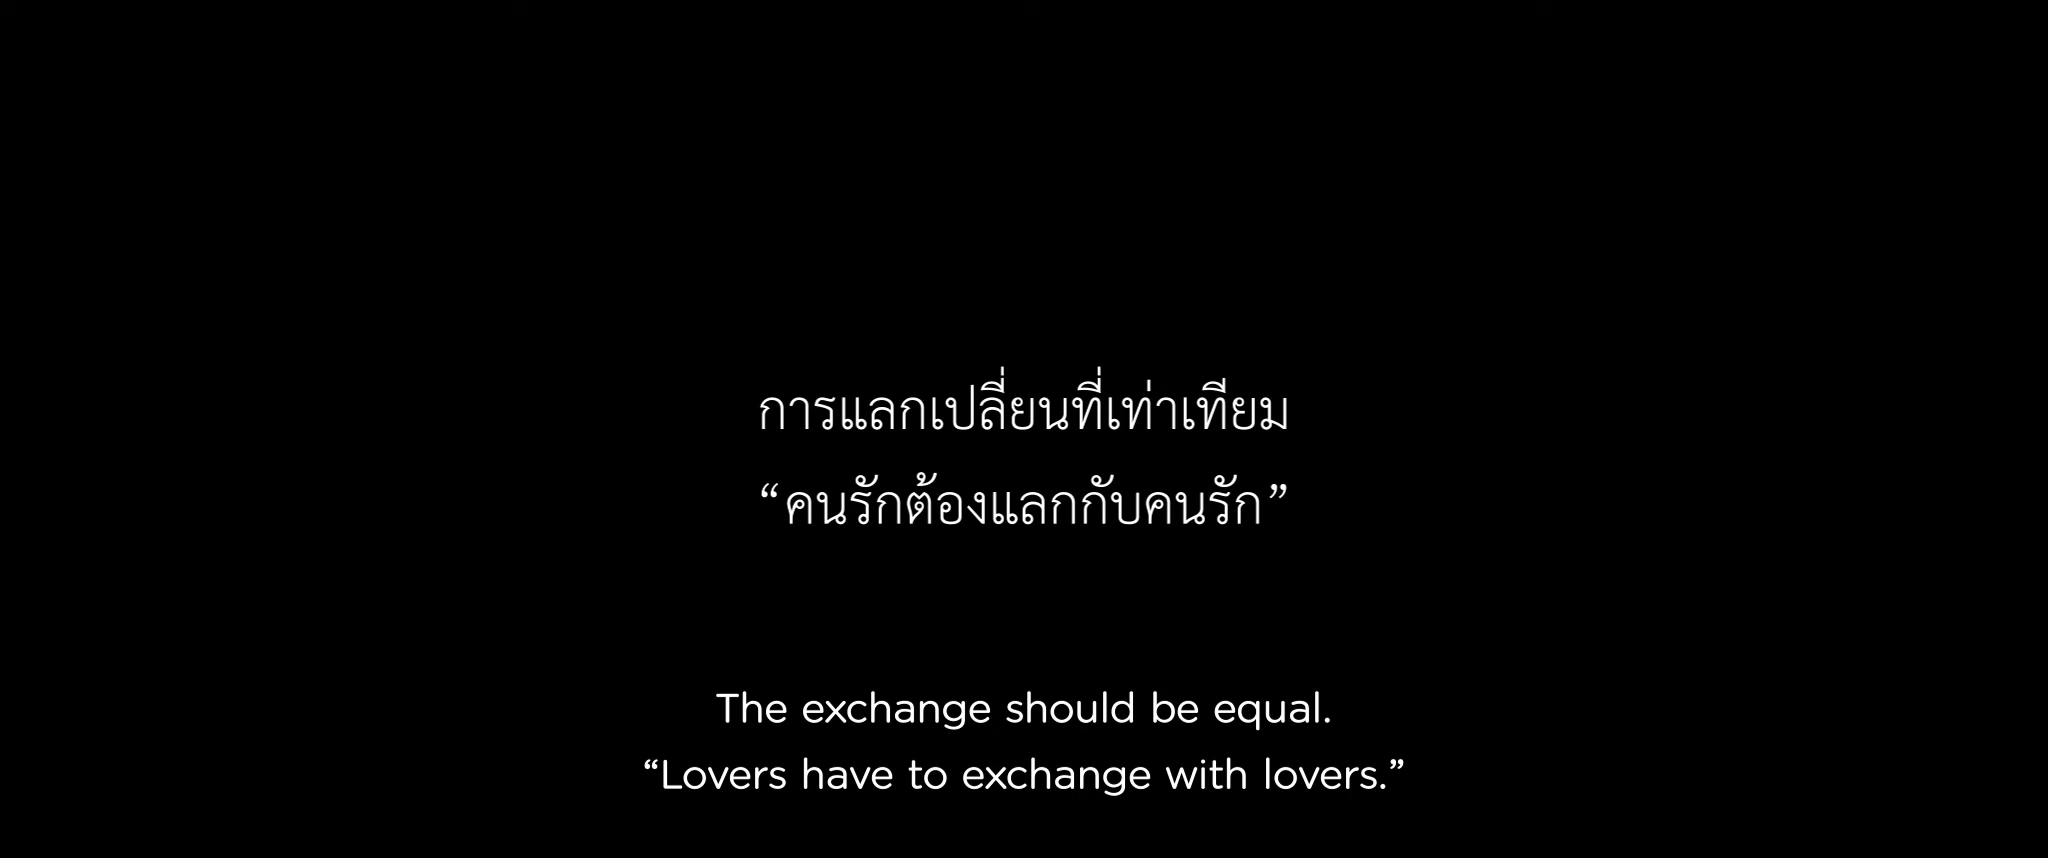 การแลกเปลี่ยนที่เท่าเทียม
“คนรักต้องแลกกับคนรัก”
The exchange should be equal.
“Lovers have to exchange with lovers.”